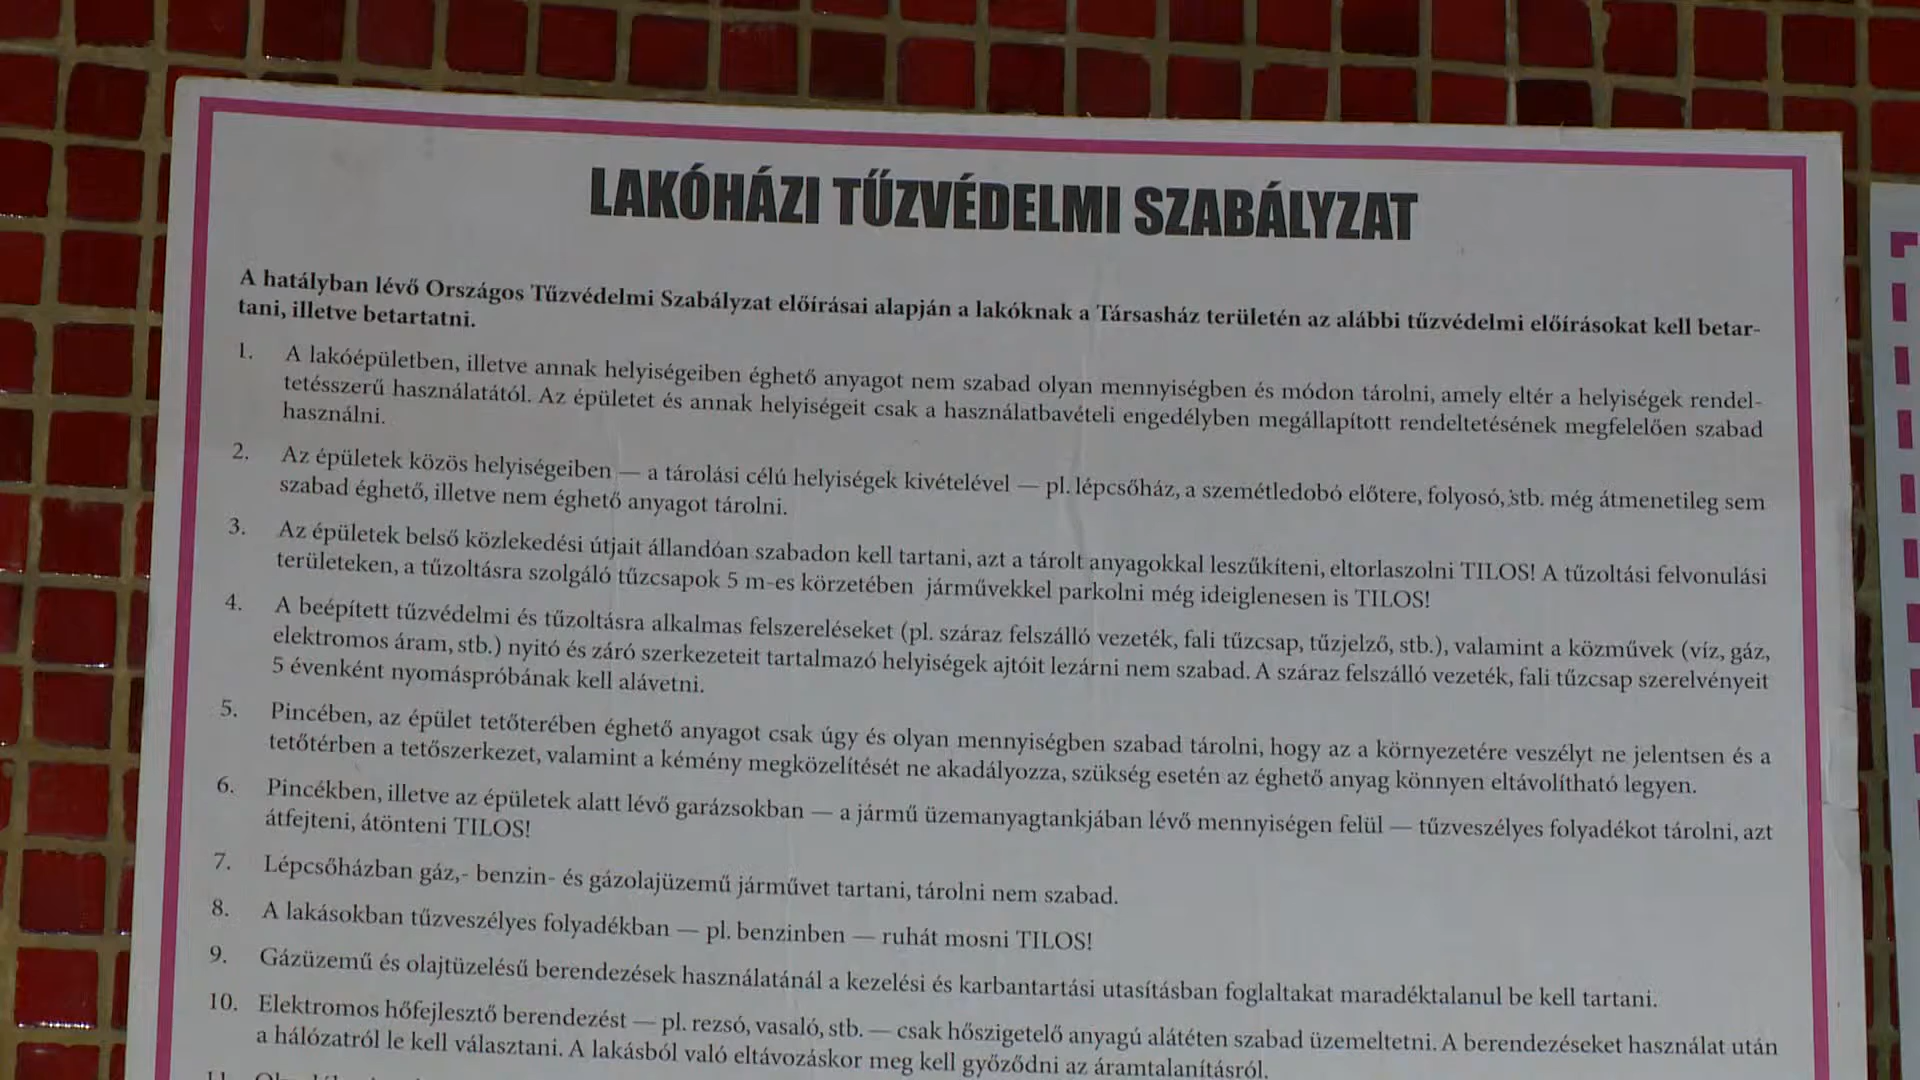 LAKÓHÁZI TŰZVÉDELMI SZABÁLYZAT
A hatályban lévő Országos Tűzvédelmi Szabályzat előírásai alapján a lakóknak a Társasház területén az alábbi tűzvédelmi előírásokat kell betar-
tani, illetve betartatni.
1. A lakóépületben, illetve annak helyiségeiben éghető anyagot nem szabad olyan mennyiségben és módon tárolni, amely eltér a helyiségek rendel-
tetésszerű használatától. Az épületet és annak helyiségeit csak a használatbavételi engedélyben megállapított rendeltetésének megfelelően szabad
használni.
2. Az épületek közös helyiségeiben — a tárolási célú helyiségek kivételével — pl. lépcsőház, a szemétledobó előtere, folyosó, stb. még átmenetileg sem
szabad éghető, illetve nem éghető anyagot tárolni.
3. Az épületek belső közlekedési útjait állandóan szabadon kell tartani, azt a tárolt anyagokkal leszűkíteni, eltorlaszolni TILOS! A tűzoltási felvonulási
területeken, a tűzoltásra szolgáló tűzcsapok 5 m-es körzetében járművekkel parkolni még ideiglenesen is TILOS!
4. A beépített tűzvédelmi és tűzoltásra alkalmas felszereléseket (pl. száraz felszálló vezeték, fali tűzcsap, tűzjelző, stb.), valamint a közművek (víz, gáz,
elektromos áram, stb.) nyitó és záró szerkezeteit tartalmazó helyiségek ajtóit lezárni nem szabad. A száraz felszálló vezeték, fali tűzcsap szerelvényeit
5 évenként nyomáspróbának kell alávetni.
5. Pincében, az épület tetőterében éghető anyagot csak úgy és olyan mennyiségben szabad tárolni, hogy az a környezetére veszélyt ne jelentsen és a
tetőtérben a tetőszerkezet, valamint a kémény megközelítését ne akadályozza, szükség esetén az éghető anyag könnyen eltávolítható legyen.
6. Pincékben, illetve az épületek alatt lévő garázsokban — a jármű üzemanyagtankjában lévő mennyiségen felül — tűzveszélyes folyadékot tárolni, azt
átfejteni, átönteni TILOS!
7. Lépcsőházban gáz,- benzin- és gázolajüzemű járművet tartani, tárolni nem szabad.
8. A lakásokban tűzveszélyes folyadékban — pl. benzinben — ruhát mosni TILOS!
9. Gázüzemű és olajtüzelésű berendezések használatánál a kezelési és karbantartási utasításban foglaltakat maradéktalanul be kell tartani.
10. Elektromos hőfejlesztő berendezést — pl. rezsó, vasaló, stb. — csak hőszigetelő anyagú alátéten szabad üzemeltetni. A berendezéseket használat után
a hálózatról le kell választani. A lakásból való eltávozáskor meg kell győződni az áramtalanításról.